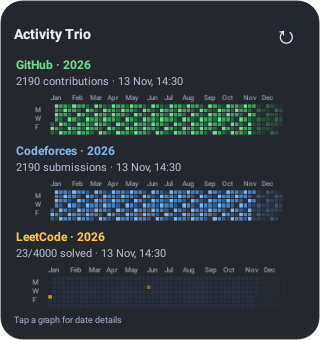 Activity Trio
GitHub · 2026
2190 contributions · 13 Nov, 14:30
Jan Feb Mar Apr May Jun Jul Aug Sep Oct Nov Dec
M
W
F
Codeforces · 2026
2190 submissions · 13 Nov, 14:30
Jan Feb Mar Apr May Jun Jul Aug Sep Oct Nov Dec
M
W
F
LeetCode · 2026
23/4000 solved · 13 Nov, 14:30
Jan Feb Mar Apr May Jun Jul Aug Sep Oct Nov Dec
M
W
F
Tap a graph for date details